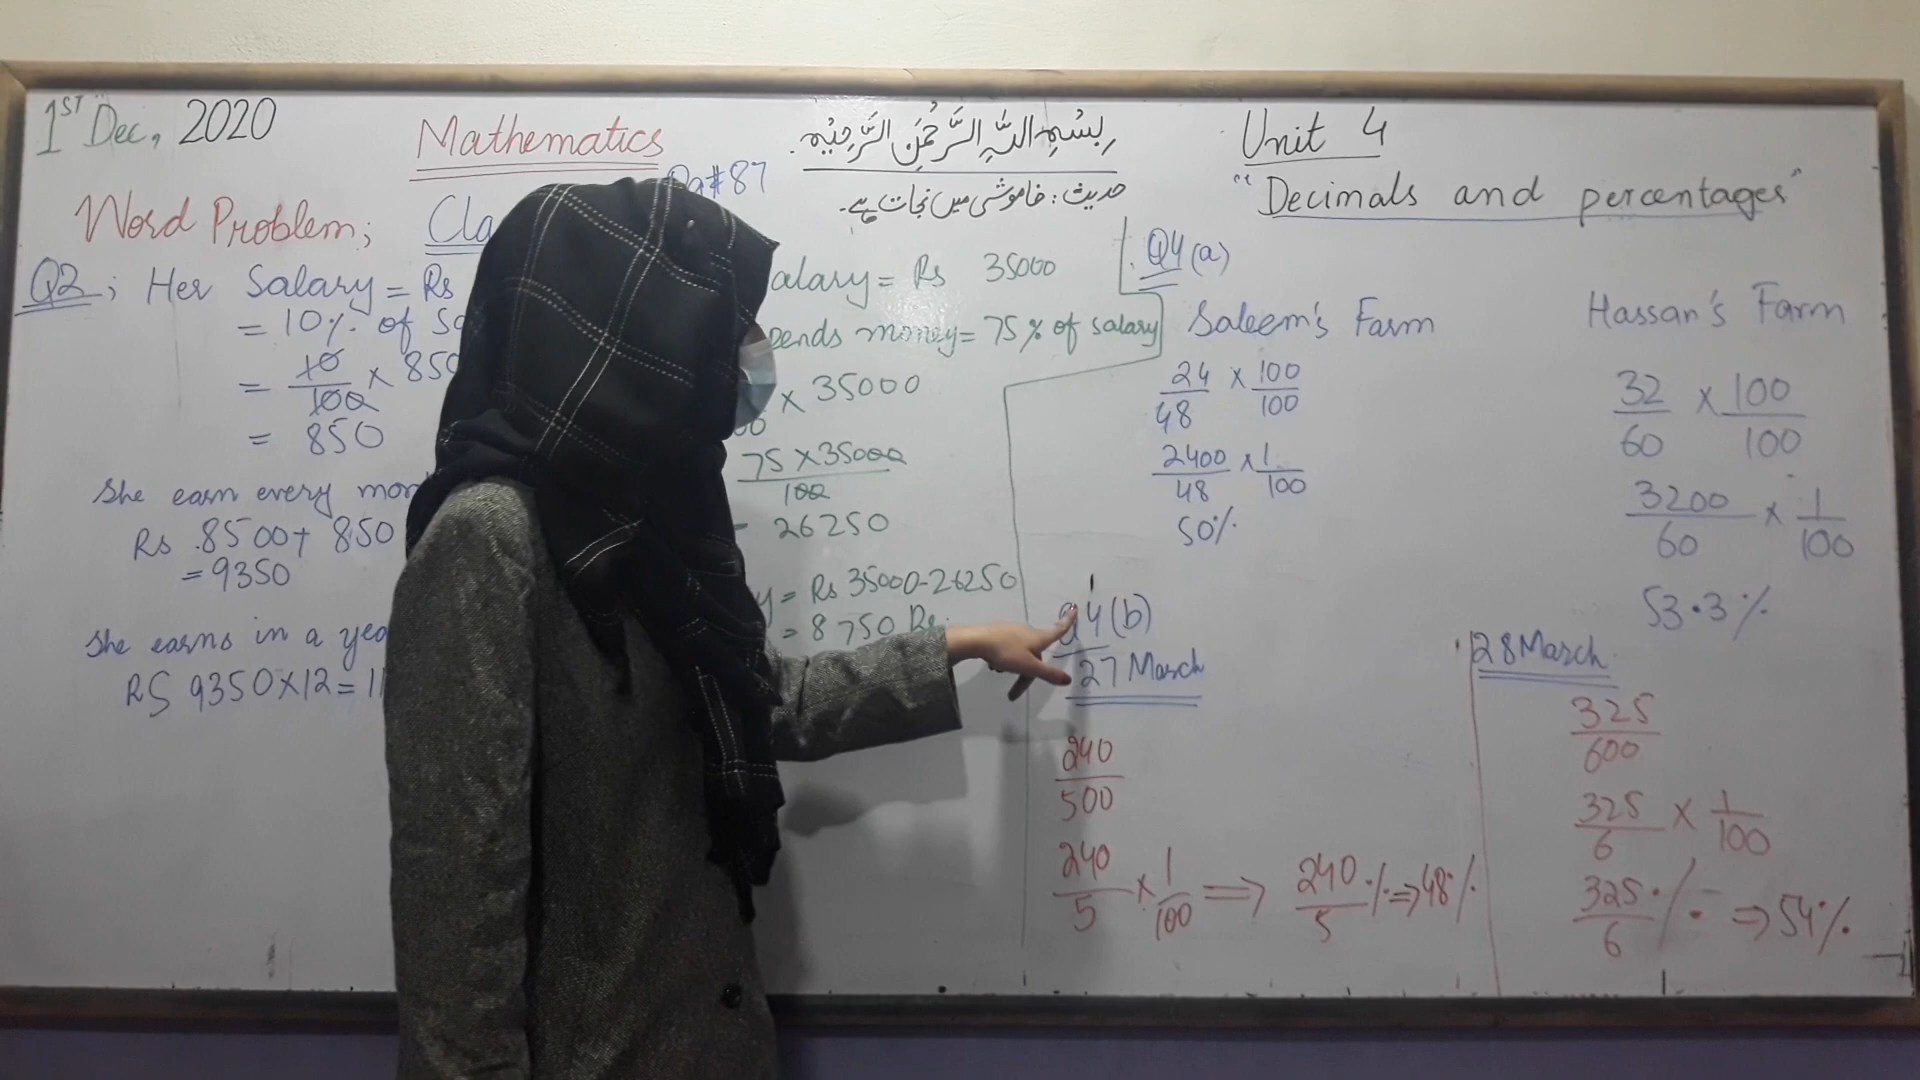 1ST Dec, 2020
Mathematics
بِسْمِ اللہِ الرَّحْمٰنِ الرَّحِیْمِ
حدیث: خاموشی میں نجات ہے۔
Unit 4
"Decimals and percentages"
Pg#87
Word Problem;
Q2; Her Salary = Rs
= 10% of
= 10/100 × 850
= 850
She earn every
Rs 8500 + 850
= 9350
She earns in a
RS 9350 × 12 =
alary = Rs 35000
pends money = 75% of salary
× 35000
75 × 35000/100
26250
y = Rs 35000 - 26250
= 8750 Rs
Q4 (a)
Saleem's Farm
24/48 × 100/100
2400/48 × 1/100
50%
Hassan's Farm
32/60 × 100/100
3200/60 × 1/100
53.3%
Q4 (b)
27 March
240/500
240/5 × 1/100 ⇒ 240/5 % ⇒ 48%
28 March
325/600
325/6 × 1/100
325/6 % ⇒ 54%